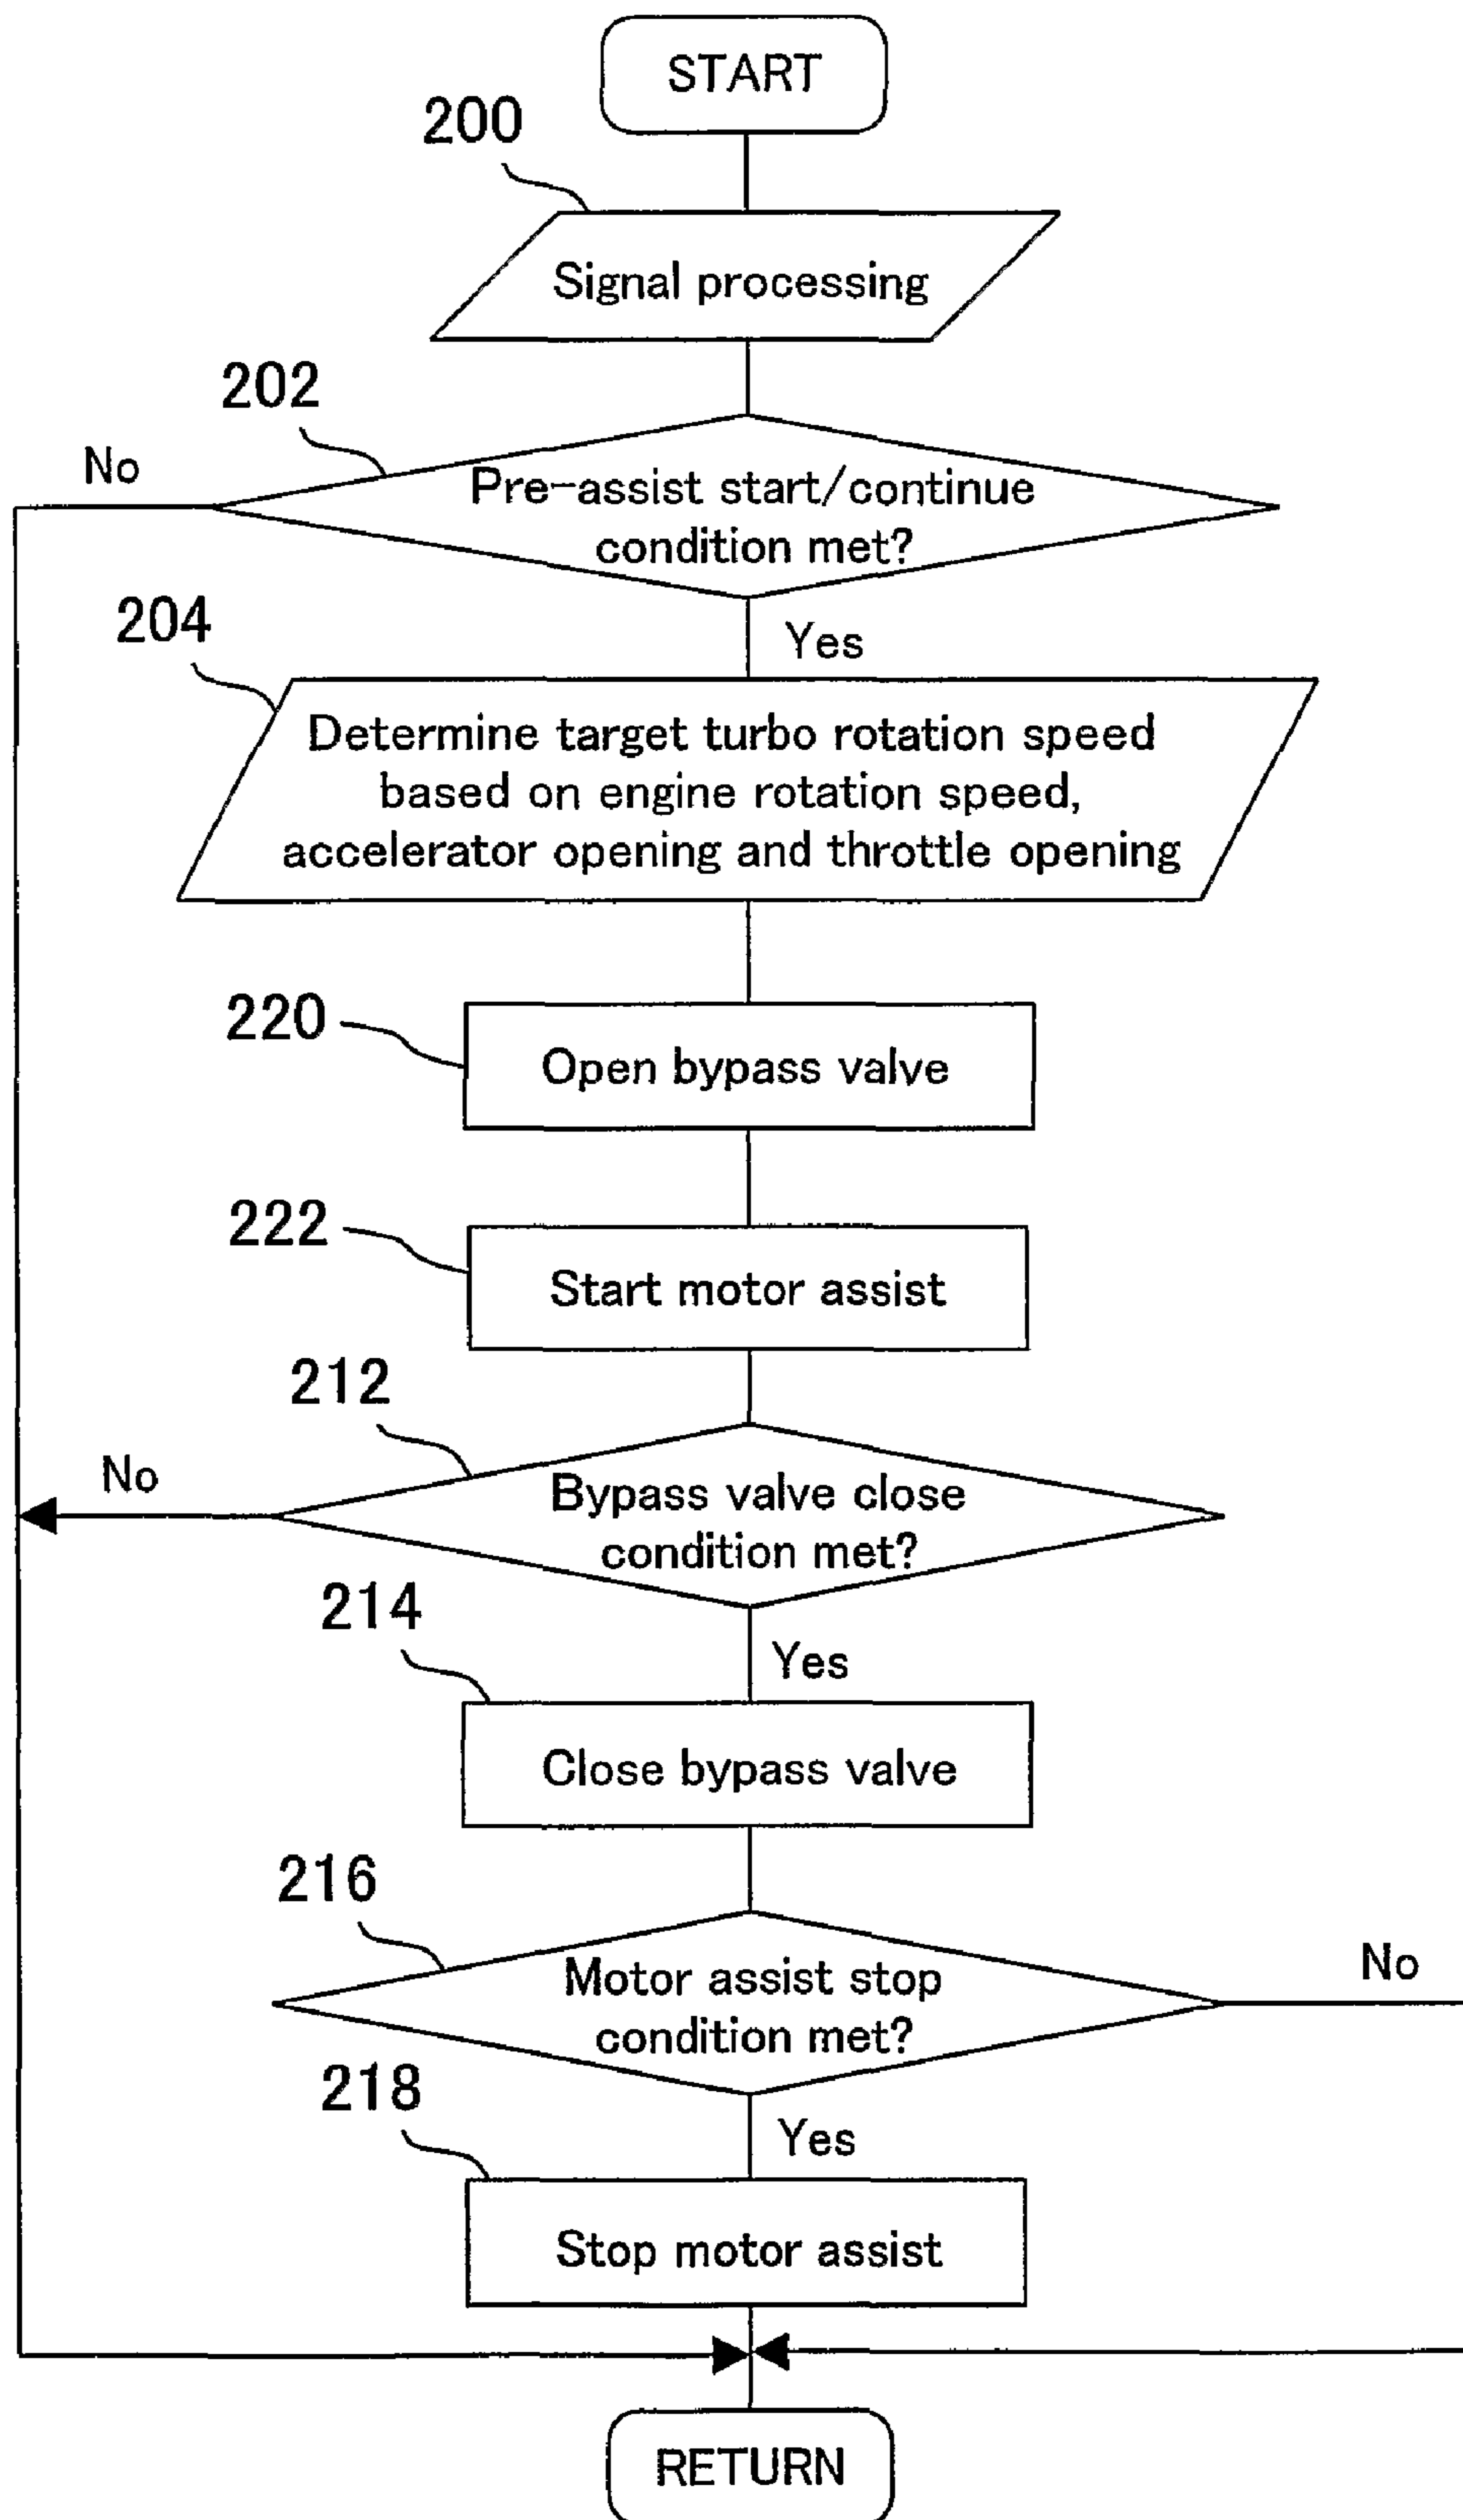 START
200
Signal processing
202
No
Pre-assist start/continue
condition met?
204
Yes
Determine target turbo rotation speed
based on engine rotation speed,
accelerator opening and throttle opening
220
Open bypass valve
222
Start motor assist
212
No
Bypass valve close
condition met?
214
Yes
Close bypass valve
216
Motor assist stop
condition met?
No
218
Yes
Stop motor assist
RETURN